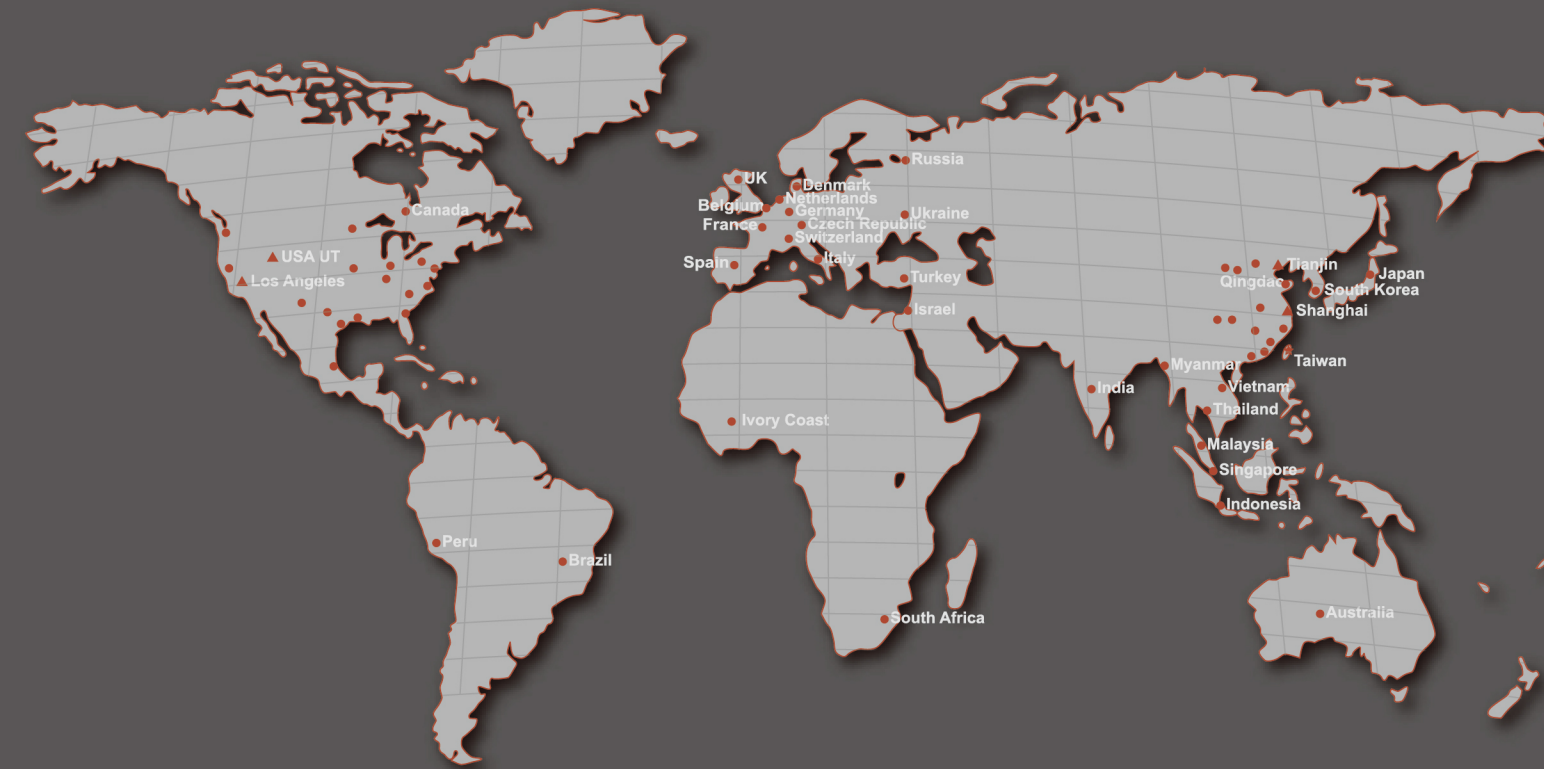 Russia
UK
Denmark
Netherlands
Belgium
Germany
Canada
Ukraine
France
Czech Republic
Switzerland
USA UT
Italy
Spain
Tianjin
Japan
Turkey
Los Angeles
Qingdao
South Korea
Israel
Shanghai
Taiwan
Myanmar
India
Vietnam
Thailand
Ivory Coast
Malaysia
Singapore
Indonesia
Peru
Brazil
Australia
South Africa